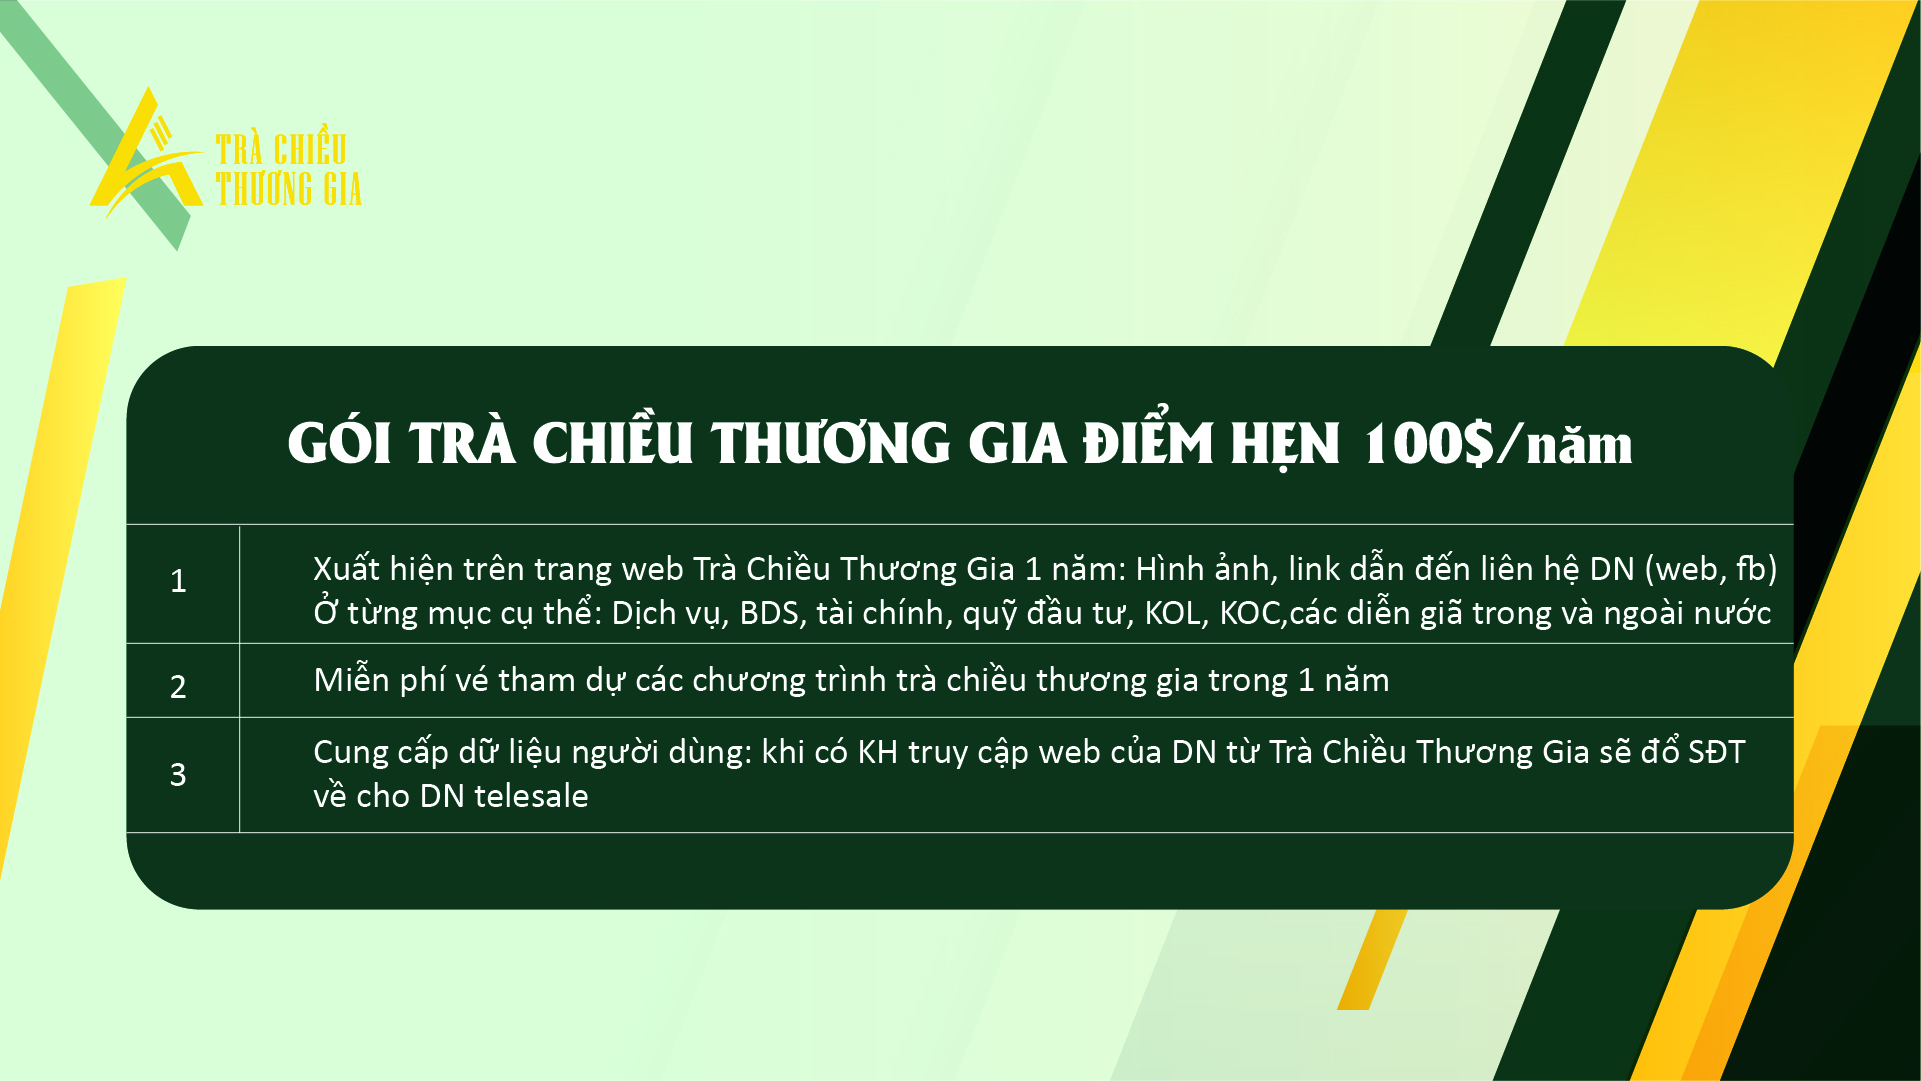 TRÀ CHIỀU
THƯƠNG GIA
GÓI TRÀ CHIỀU THƯƠNG GIA ĐIỂM HẸN 100$/năm
1
Xuất hiện trên trang web Trà Chiều Thương Gia 1 năm: Hình ảnh, link dẫn đến liên hệ DN (web, fb)
Ở từng mục cụ thể: Dịch vụ, BDS, tài chính, quỹ đầu tư, KOL, KOC,các diễn giã trong và ngoài nước
2
Miễn phí vé tham dự các chương trình trà chiều thương gia trong 1 năm
3
Cung cấp dữ liệu người dùng: khi có KH truy cập web của DN từ Trà Chiều Thương Gia sẽ đổ SĐT
về cho DN telesale